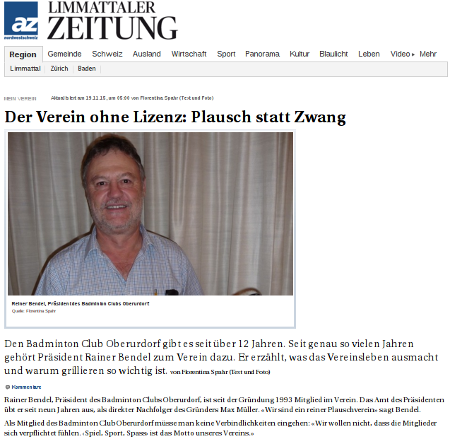 LIMMATTALER
az ZEITUNG
nordwestschweiz
Region Gemeinde Schweiz Ausland Wirtschaft Sport Panorama Kultur Blaulicht Leben Video Mehr
Limmattal Zürich Baden
MEIN VEREIN Aktualisiert am 19.11.15, um 05:00 von Florentina Spahr (Text und Foto)
Der Verein ohne Lizenz: Plausch statt Zwang
Reiner Bendel, Präsident des Badminton Clubs Oberurdorf
Quelle: Florentina Spahr
Den Badminton Club Oberurdorf gibt es seit über 12 Jahren. Seit genau so vielen Jahren
gehört Präsident Rainer Bendel zum Verein dazu. Er erzählt, was das Vereinsleben ausmacht
und warum grillieren so wichtig ist. von Florentina Spahr (Text und Foto)
Kommentare
Rainer Bendel, Präsident des Badminton Clubs Oberurdorf, ist seit der Gründung 1993 Mitglied im Verein. Das Amt des Präsidenten
übt er seit neun Jahren aus, als direkter Nachfolger des Gründers Max Müller. «Wir sind ein reiner Plauschverein» sagt Bendel.
Als Mitglied des Badminton Club Oberurdorf müsse man keine Verbindlichkeiten eingehen: «Wir wollen nicht, dass die Mitglieder
sich verpflichtet fühlen. ‹Spiel, Sport, Spass› ist das Motto unseres Vereins.»